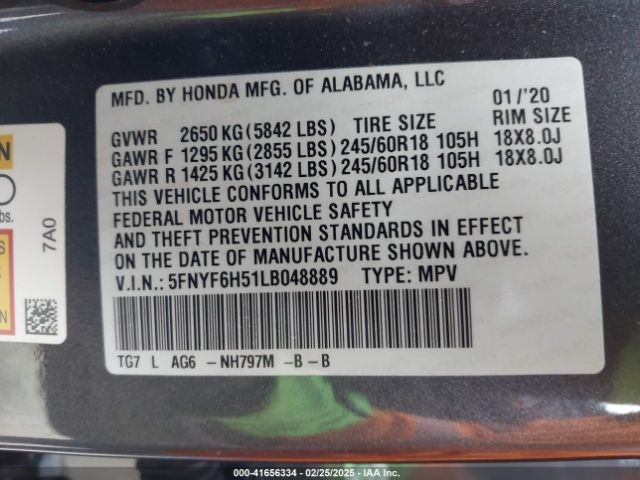 MFD. BY HONDA MFG. OF ALABAMA, LLC
01/'20
GVWR 2650 KG (5842 LBS) TIRE SIZE RIM SIZE
GAWR F 1295 KG (2855 LBS) 245/60R18 105H 18X8.0J
GAWR R 1425 KG (3142 LBS) 245/60R18 105H 18X8.0J
THIS VEHICLE CONFORMS TO ALL APPLICABLE
FEDERAL MOTOR VEHICLE SAFETY
AND THEFT PREVENTION STANDARDS IN EFFECT
ON THE DATE OF MANUFACTURE SHOWN ABOVE.
V.I.N.: 5FNYF6H51LB048889 TYPE: MPV
TG7 L AG6 - NH797M - B - B
7A0
bs.
000-41656334 - 02/25/2025 - IAA Inc.